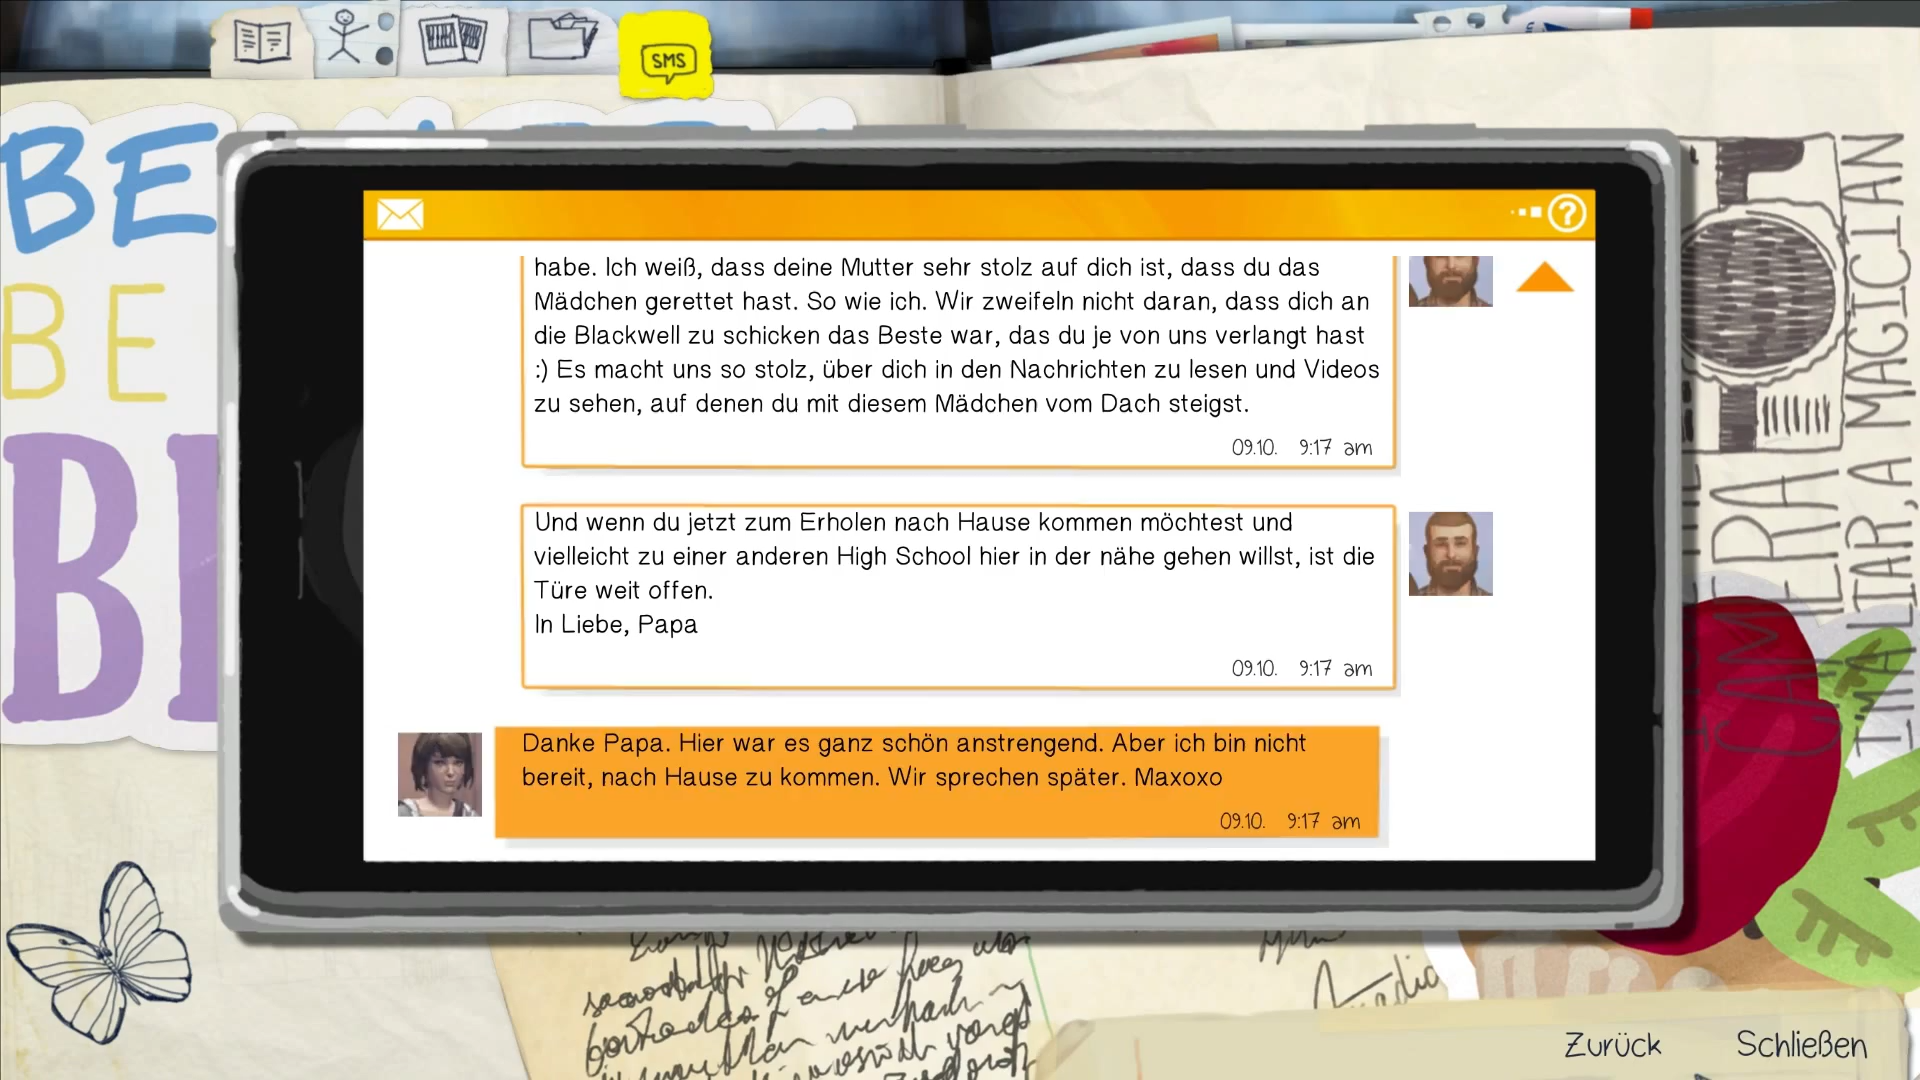 SMS
BE
BE
habe. Ich weiß, dass deine Mutter sehr stolz auf dich ist, dass du das
Mädchen gerettet hast. So wie ich. Wir zweifeln nicht daran, dass dich an
die Blackwell zu schicken das Beste war, das du je von uns verlangt hast
:) Es macht uns so stolz, über dich in den Nachrichten zu lesen und Videos
zu sehen, auf denen du mit diesem Mädchen vom Dach steigst.
09.10. 9:17 am
Und wenn du jetzt zum Erholen nach Hause kommen möchtest und
vielleicht zu einer anderen High School hier in der nähe gehen willst, ist die
Türe weit offen.
In Liebe, Papa
09.10. 9:17 am
Danke Papa. Hier war es ganz schön anstrengend. Aber ich bin nicht
bereit, nach Hause zu kommen. Wir sprechen später. Maxoxo
09.10. 9:17 am
CAMERA
LIAR, A MAGICIAN
Zurück Schließen